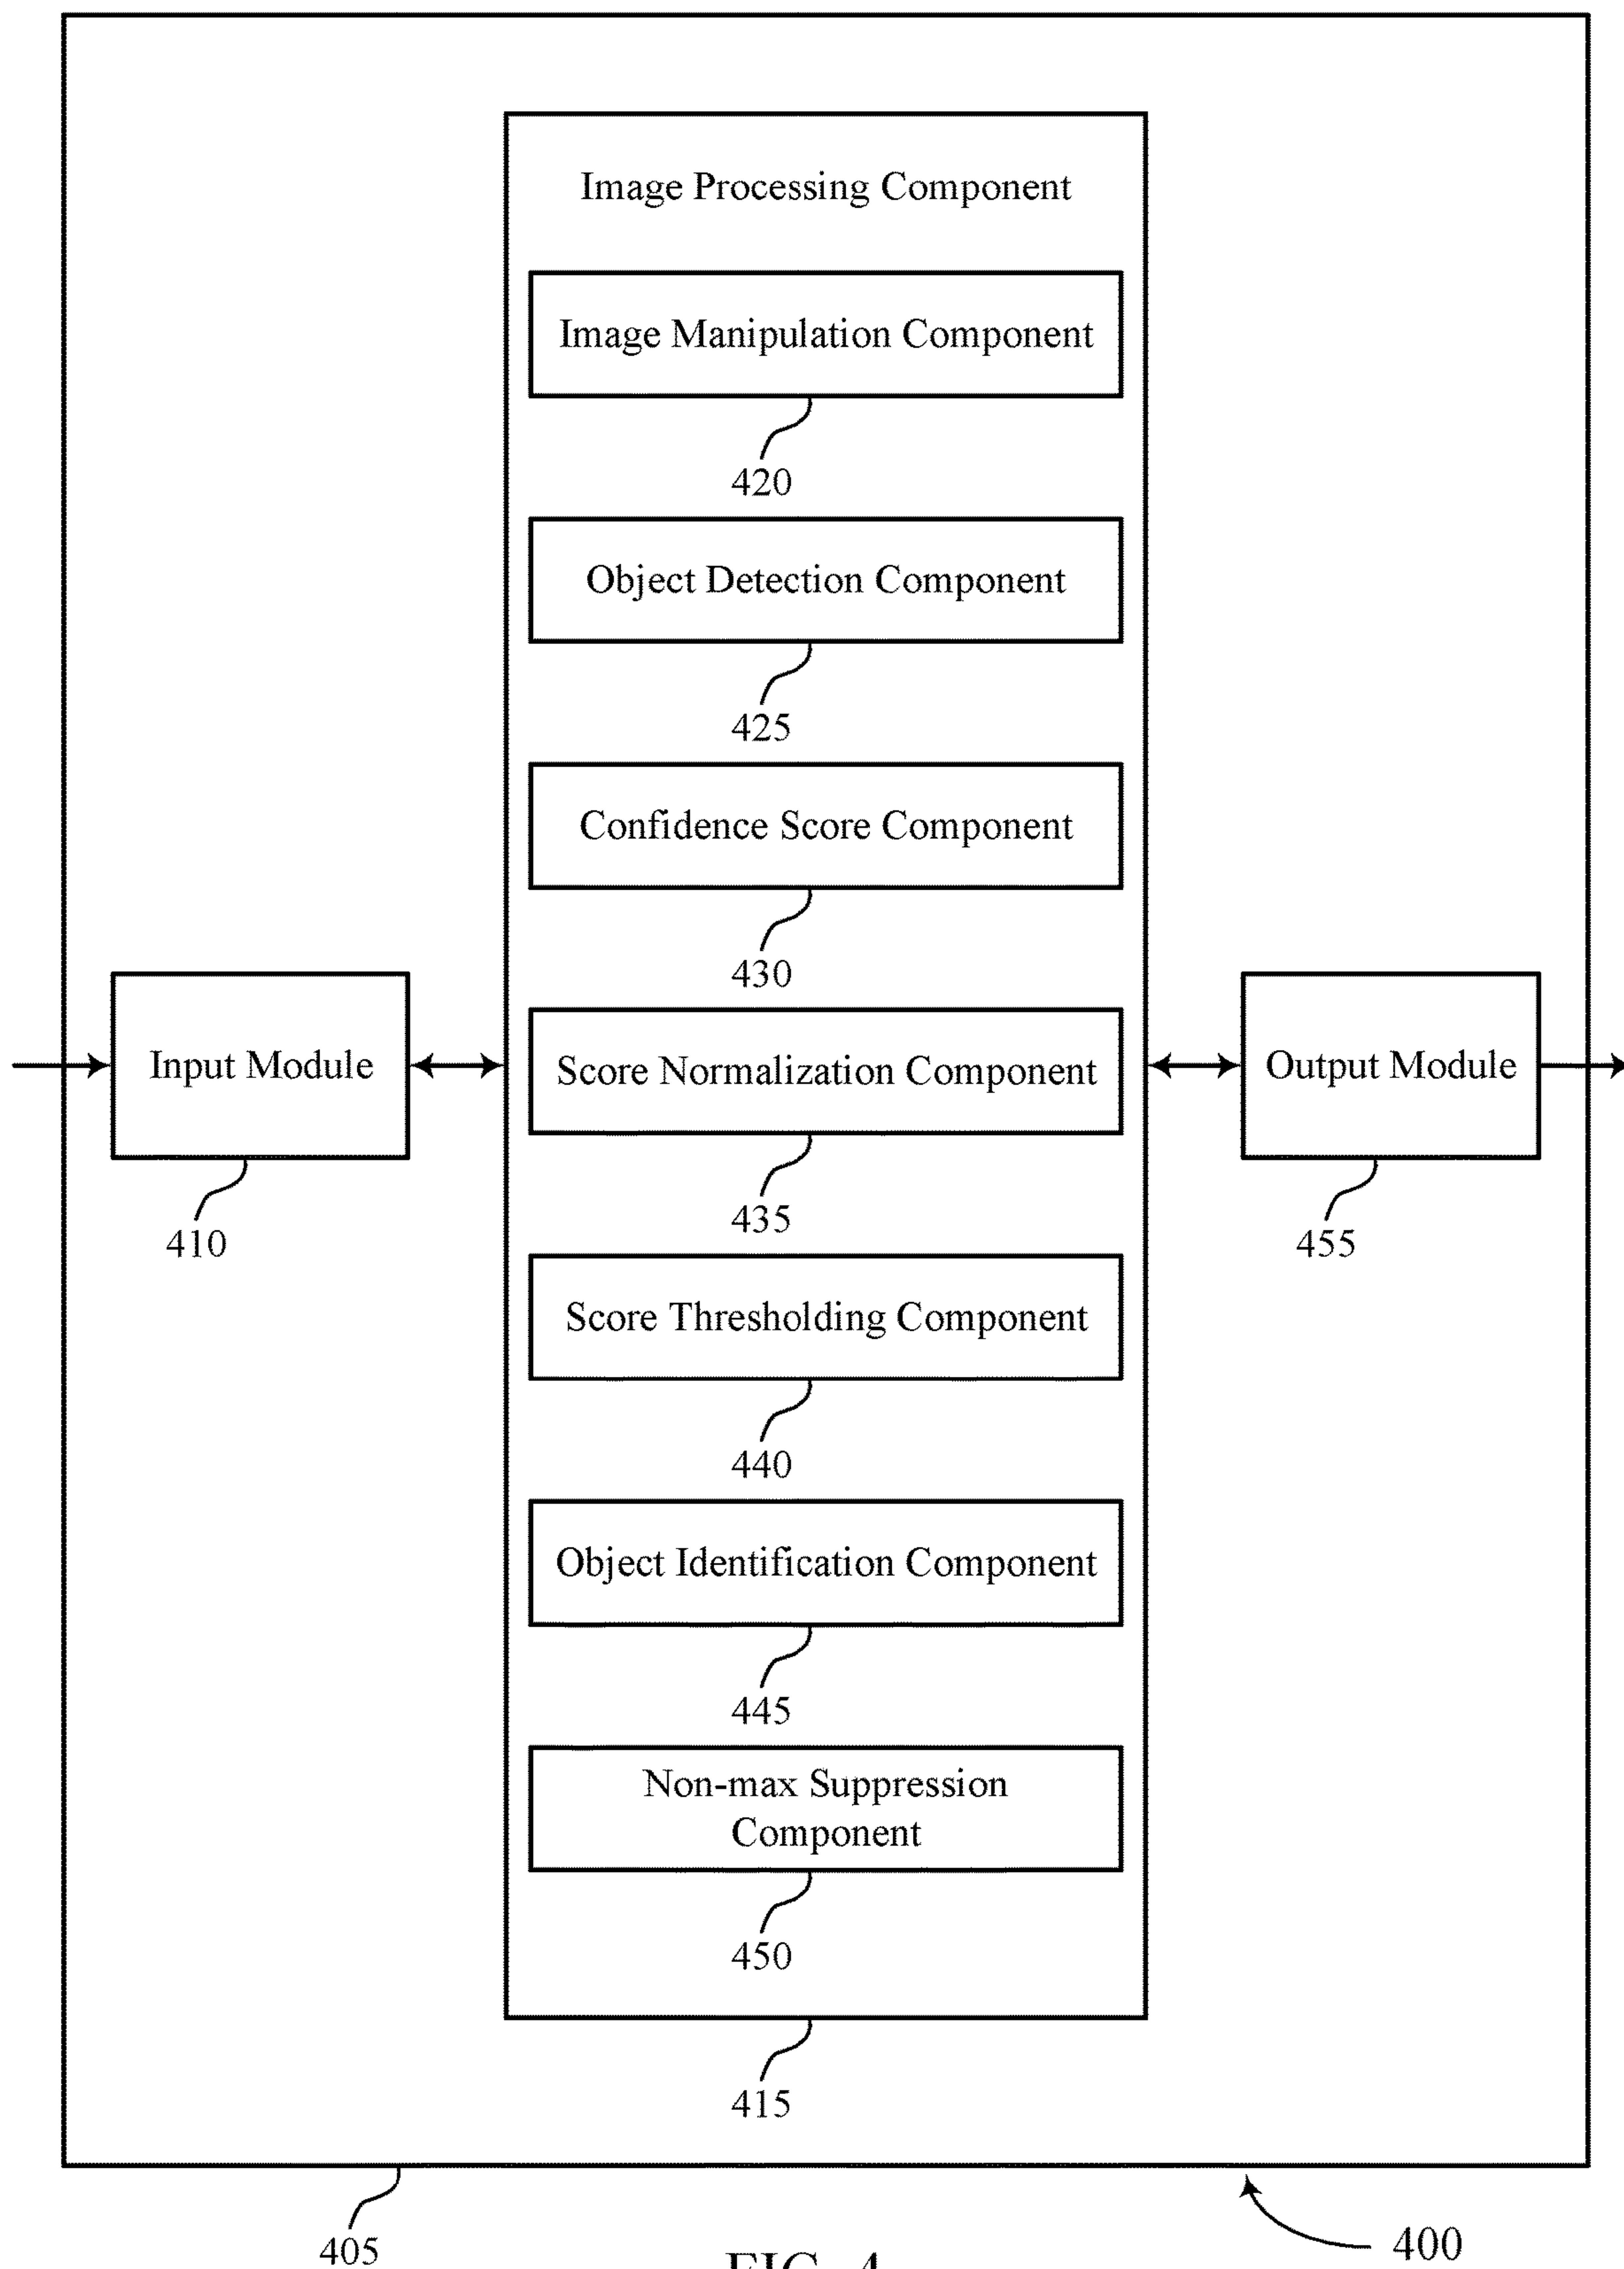 Image Processing Component
Image Manipulation Component
420
Object Detection Component
425
Confidence Score Component
430
Input Module
410
Score Normalization Component
435
Output Module
455
Score Thresholding Component
440
Object Identification Component
445
Non-max Suppression
Component
450
415
405
400
FIG. 4